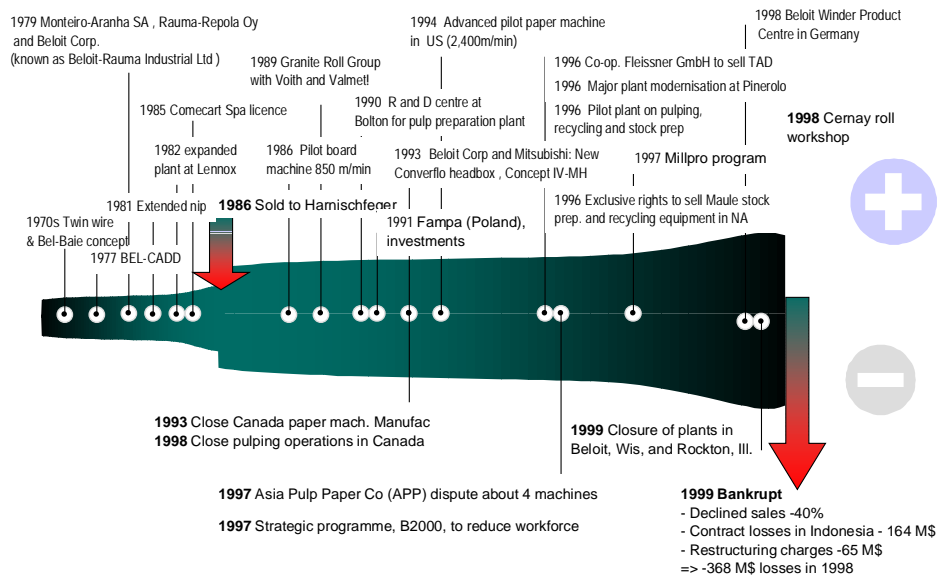 1979 Monteiro-Aranha SA , Rauma-Repola Oy
and Beloit Corp.
(known as Beloit-Rauma Industrial Ltd )
1994 Advanced pilot paper machine
in US (2,400m/min)
1998 Beloit Winder Product
Centre in Germany
1989 Granite Roll Group
with Voith and Valmet!
1996 Co-op. Fleissner GmbH to sell TAD
1996 Major plant modernisation at Pinerolo
1985 Comecart Spa licence
1990 R and D centre at
Bolton for pulp preparation plant
1996 Pilot plant on pulping,
recycling and stock prep
1998 Cernay roll
workshop
1982 expanded
plant at Lennox
1986 Pilot board
machine 850 m/min
1993 Beloit Corp and Mitsubishi: New
Converflo headbox , Concept IV-MH
1997 Millpro program
1981 Extended nip
1986 Sold to Harnischfeger
1996 Exclusive rights to sell Maule stock
prep. and recycling equipment in NA
1970s Twin wire
& Bel-Baie concept
1991 Fampa (Poland),
investments
1977 BEL-CADD
1993 Close Canada paper mach. Manufac
1998 Close pulping operations in Canada
1999 Closure of plants in
Beloit, Wis, and Rockton, Ill.
1997 Asia Pulp Paper Co (APP) dispute about 4 machines
1997 Strategic programme, B2000, to reduce workforce
1999 Bankrupt
- Declined sales -40%
- Contract losses in Indonesia - 164 M$
- Restructuring charges -65 M$
=> -368 M$ losses in 1998